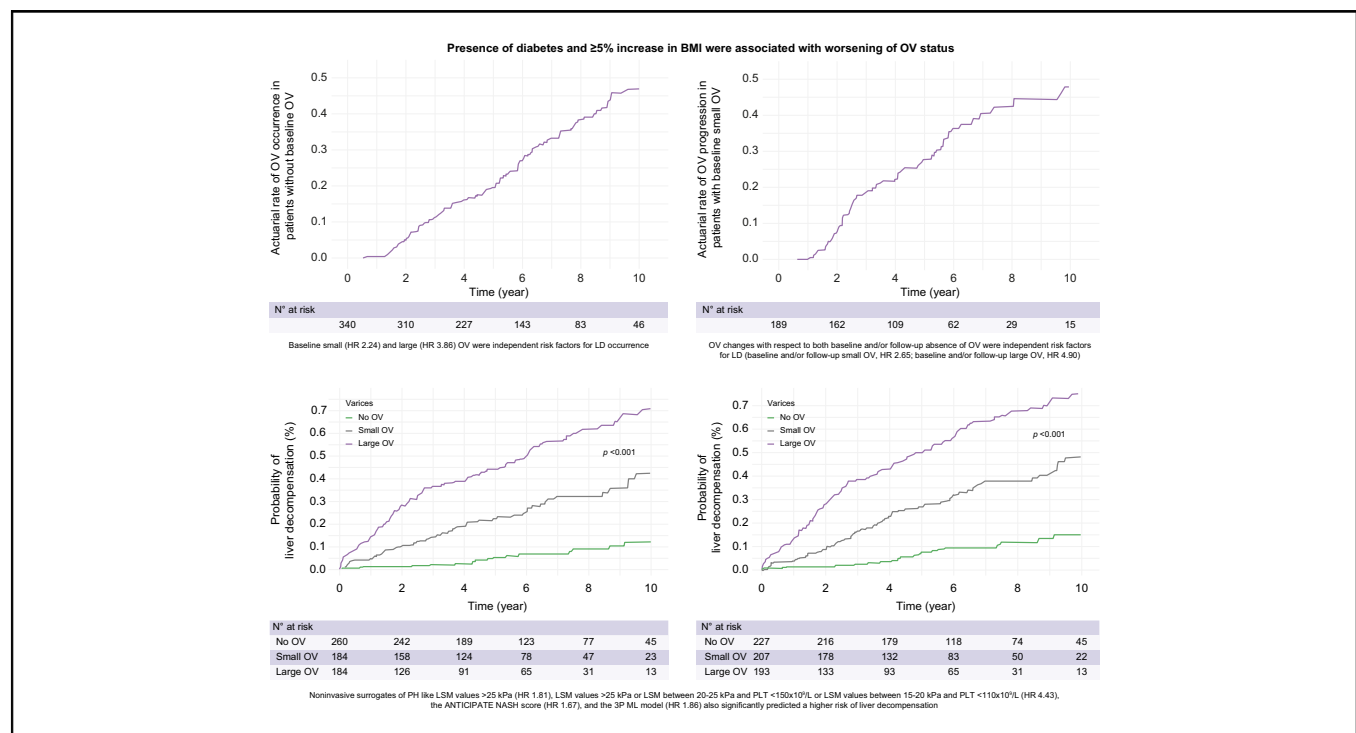 Presence of diabetes and ≥5% increase in BMI were associated with worsening of OV status
Actuarial rate of OV occurrence in
patients without baseline OV
0.5
0.4
0.3
0.2
0.1
0.0
0 2 4 6 8 10
Time (year)
N° at risk
340 310 227 143 83 46
Baseline small (HR 2.24) and large (HR 3.86) OV were independent risk factors for LD occurrence
Actuarial rate of OV progression in
patients with baseline small OV
0.5
0.4
0.3
0.2
0.1
0.0
0 2 4 6 8 10
Time (year)
N° at risk
189 162 109 62 29 15
OV changes with respect to both baseline and/or follow-up absence of OV were independent risk factors
for LD (baseline and/or follow-up small OV, HR 2.65; baseline and/or follow-up large OV, HR 4.90)
Probability of
liver decompensation (%)
0.7
0.6
0.5
0.4
0.3
0.2
0.1
0.0
Varices
No OV
Small OV
Large OV
p <0.001
0 2 4 6 8 10
Time (year)
N° at risk
No OV 260 242 189 123 77 45
Small OV 184 158 124 78 47 23
Large OV 184 126 91 65 31 13
Probability of
liver decompensation (%)
0.7
0.6
0.5
0.4
0.3
0.2
0.1
0.0
Varices
No OV
Small OV
Large OV
p <0.001
0 2 4 6 8 10
Time (year)
N° at risk
No OV 227 216 179 118 74 45
Small OV 207 178 132 83 50 22
Large OV 193 133 93 65 31 13
Noninvasive surrogates of PH like LSM values >25 kPa (HR 1.81), LSM values >25 kPa or LSM between 20-25 kPa and PLT <150x10⁹/L or LSM values between 15-20 kPa and PLT <110x10⁹/L (HR 4.43),
the ANTICIPATE NASH score (HR 1.67), and the 3P ML model (HR 1.86) also significantly predicted a higher risk of liver decompensation